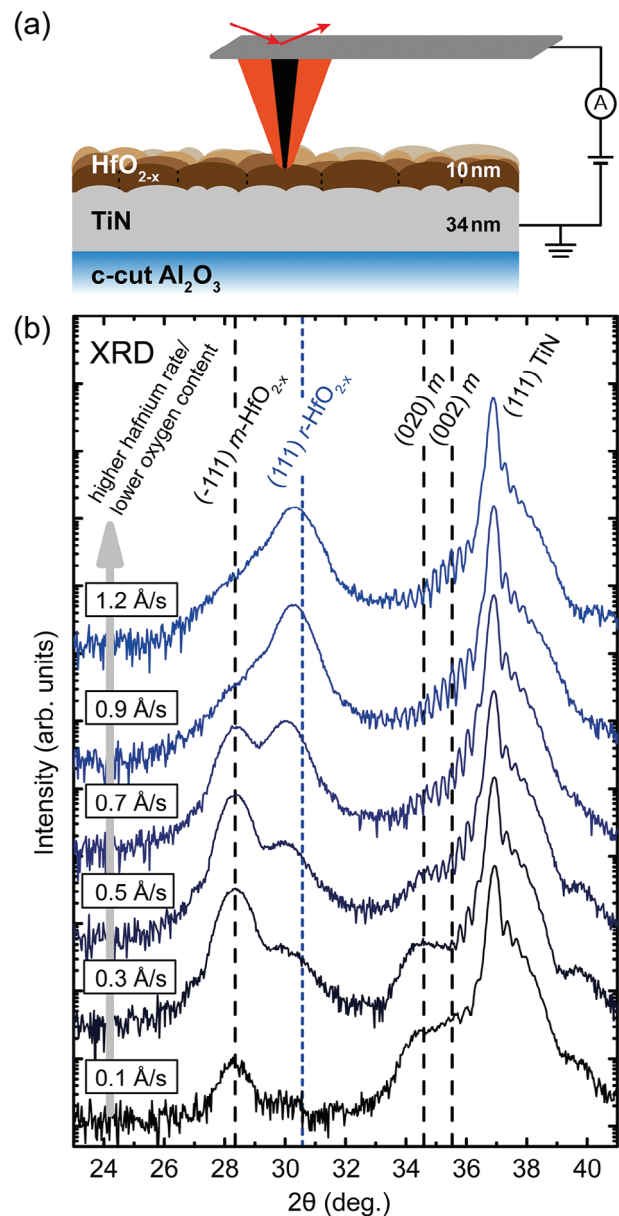 (a)
A
HfO₂₋ₓ
10 nm
TiN
34 nm
c-cut Al₂O₃
(b)
XRD
higher hafnium rate/
lower oxygen content
(-111) m-HfO₂₋ₓ
(111) r-HfO₂₋ₓ
(020) m
(002) m
(111) TiN
1.2 Å/s
0.9 Å/s
0.7 Å/s
0.5 Å/s
0.3 Å/s
0.1 Å/s
Intensity (arb. units)
24 26 28 30 32 34 36 38 40
2θ (deg.)